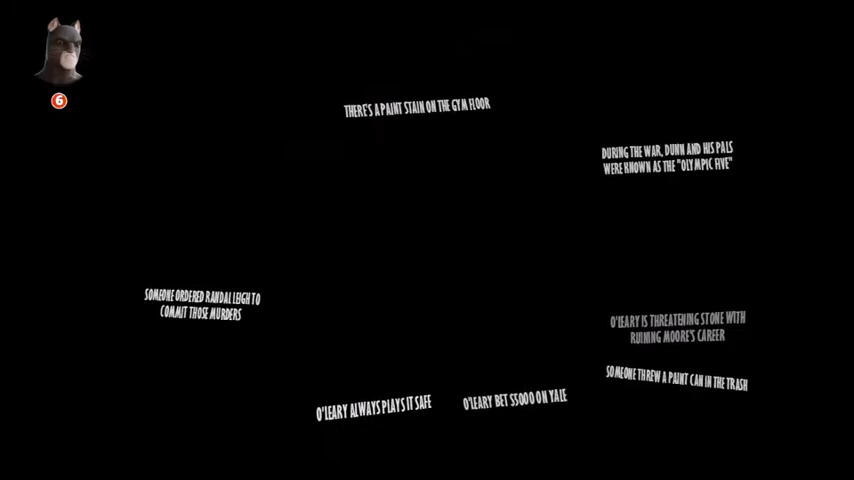 6
THERE'S A PAINT STAIN ON THE GYM FLOOR
DURING THE WAR, DUNN AND HIS PALS
WERE KNOWN AS THE "OLYMPIC FIVE"
SOMEONE ORDERED RANDAL LEIGH TO
COMMIT THOSE MURDERS
O'LEARY IS THREATENING STONE WITH
RUINING MOORE'S CAREER
SOMEONE THREW A PAINT CAN IN THE TRASH
O'LEARY ALWAYS PLAYS IT SAFE
O'LEARY BET $5000 ON YALE